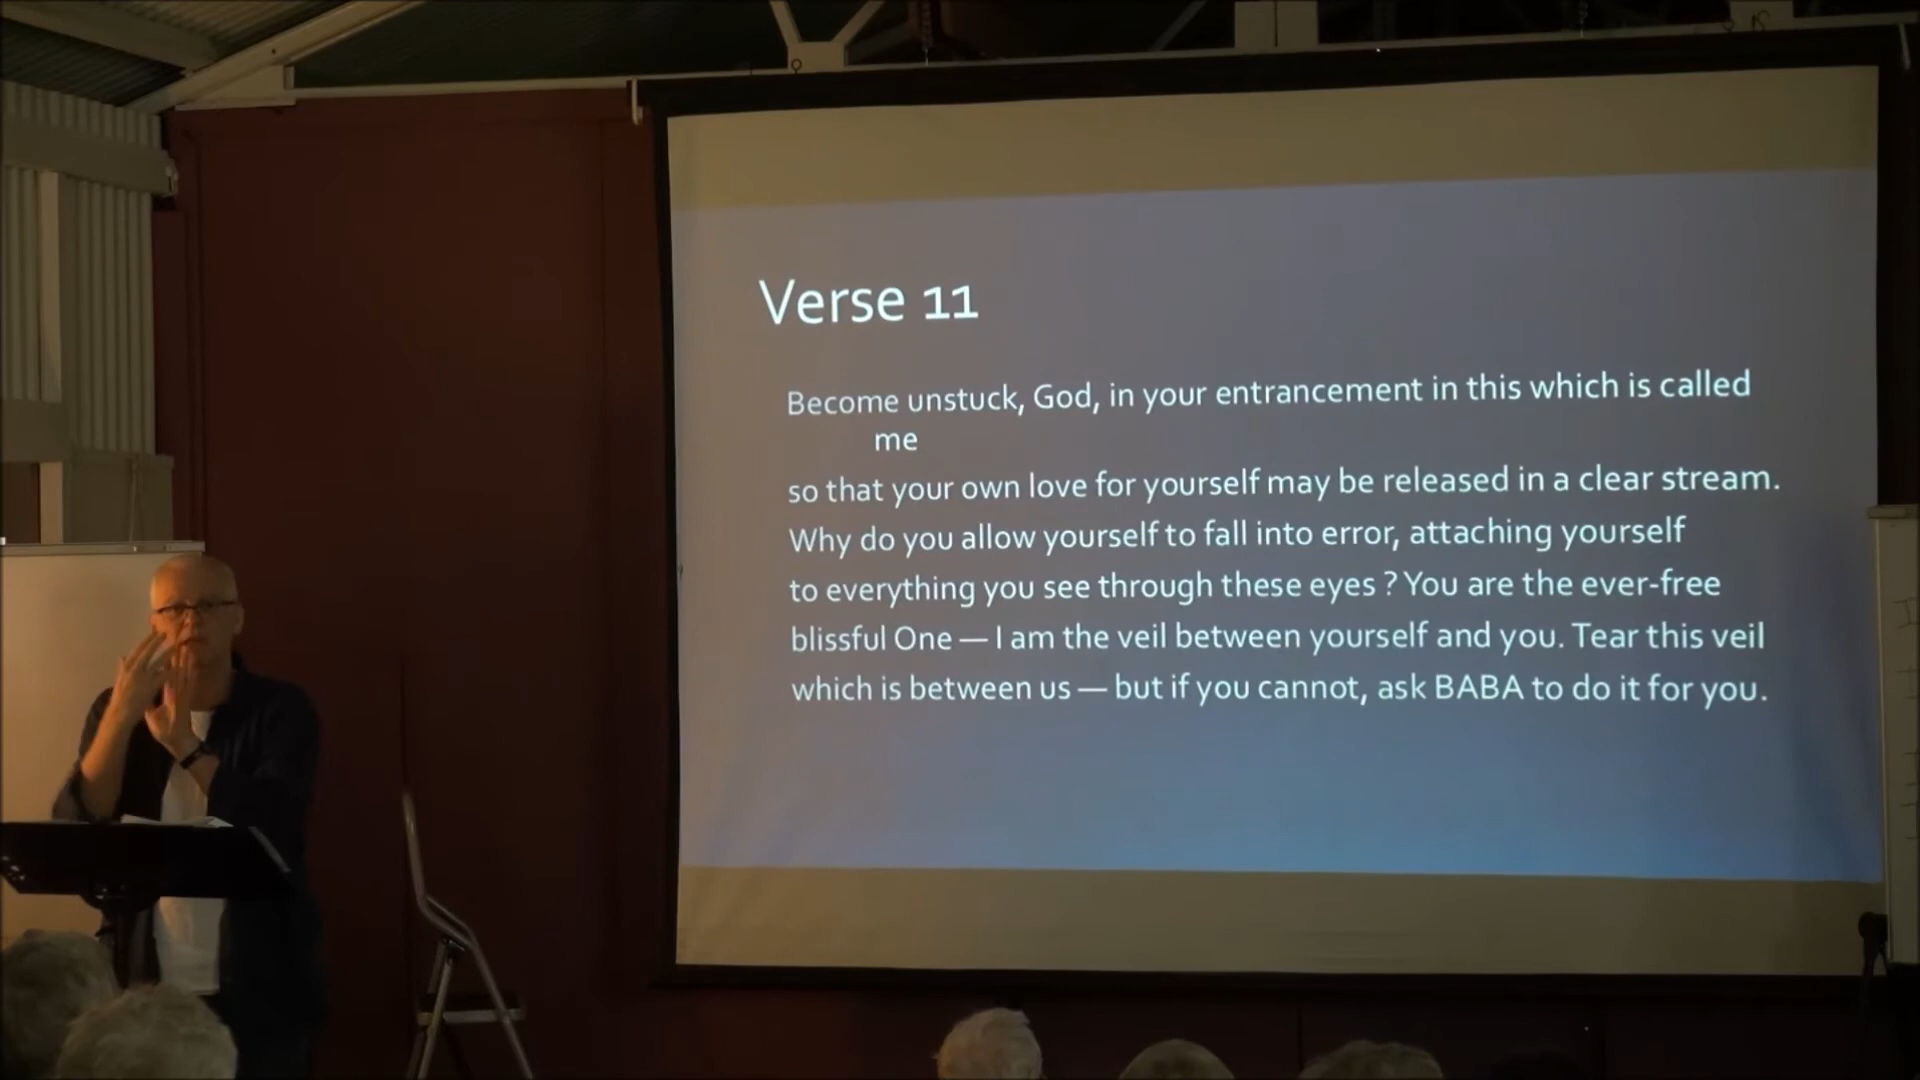 Verse 11
Become unstuck, God, in your entrancement in this which is called
me
so that your own love for yourself may be released in a clear stream.
Why do you allow yourself to fall into error, attaching yourself
to everything you see through these eyes ? You are the ever-free
blissful One — I am the veil between yourself and you. Tear this veil
which is between us — but if you cannot, ask BABA to do it for you.